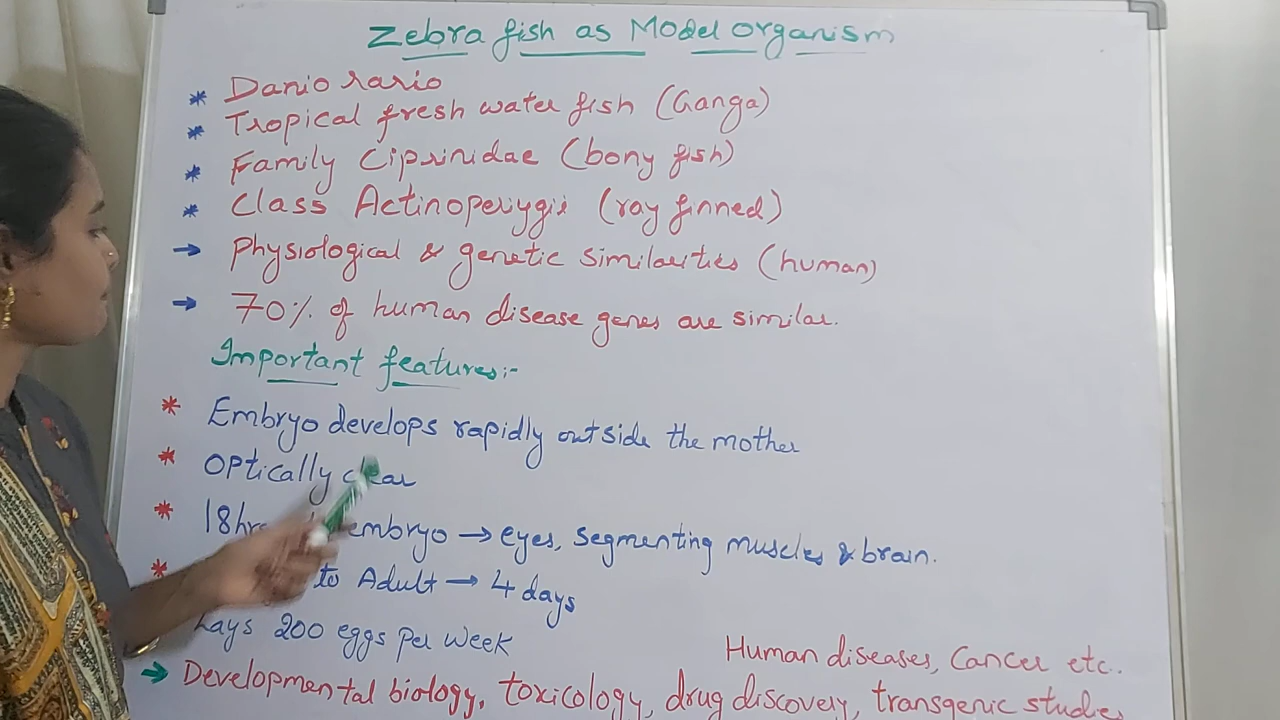 Zebra fish as Model organism
* Danio rario
* Tropical fresh water fish (Ganga)
* Family Ciprinidae (bony fish)
* Class Actinoperygii (ray finned)
→ Physiological & genetic similarities (human)
→ 70% of human disease genes are similar.
Important features:-
* Embryo develops rapidly outside the mother
* Optically clear
* 18hrs embryo → eyes, segmenting muscles & brain.
* to Adult → 4 days
Lays 200 eggs per week
Human diseases, Cancer etc.
→ Developmental biology, toxicology, drug discovery, transgenic studies